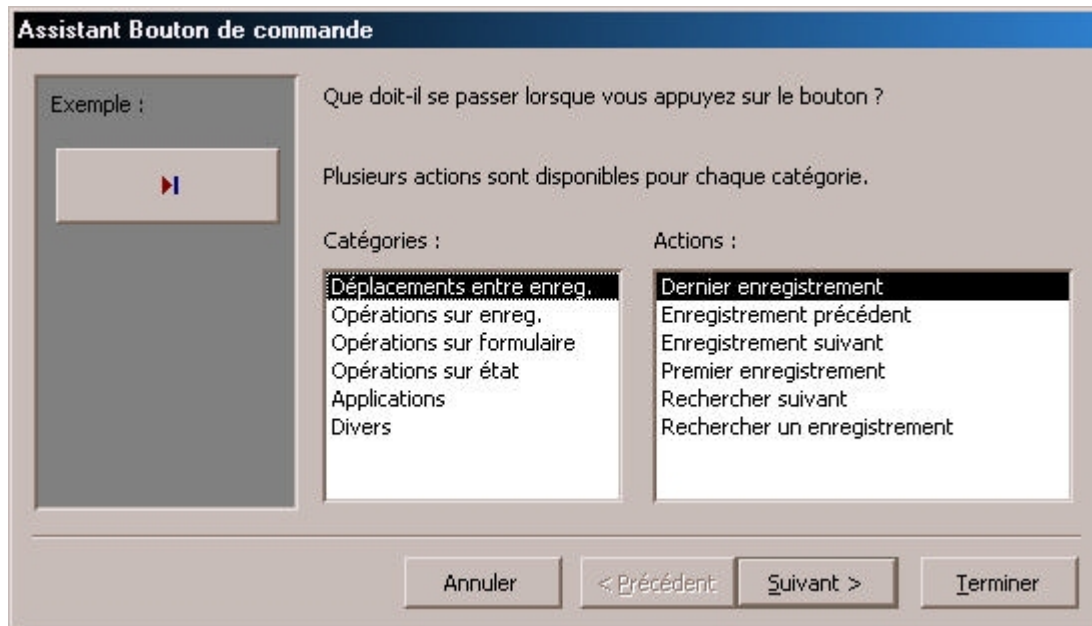 Assistant Bouton de commande
Exemple :
Que doit-il se passer lorsque vous appuyez sur le bouton ?
Plusieurs actions sont disponibles pour chaque catégorie.
Catégories :
Déplacements entre enreg.
Opérations sur enreg.
Opérations sur formulaire
Opérations sur état
Applications
Divers
Actions :
Dernier enregistrement
Enregistrement précédent
Enregistrement suivant
Premier enregistrement
Rechercher suivant
Rechercher un enregistrement
Annuler
< Précédent
Suivant >
Terminer